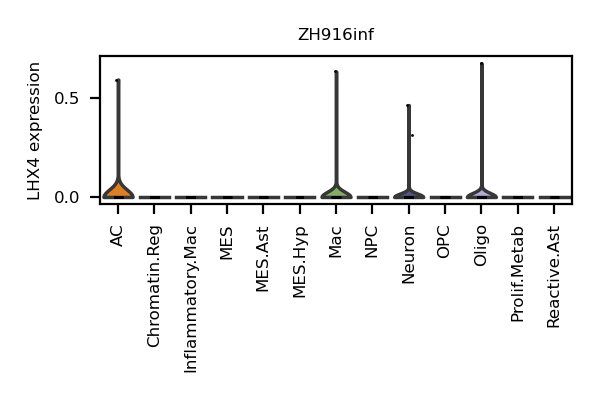 ZH916inf
LHX4 expression
0.5
0.0
AC
Chromatin.Reg
Inflammatory.Mac
MES
MES.Ast
MES.Hyp
Mac
NPC
Neuron
OPC
Oligo
Prolif.Metab
Reactive.Ast